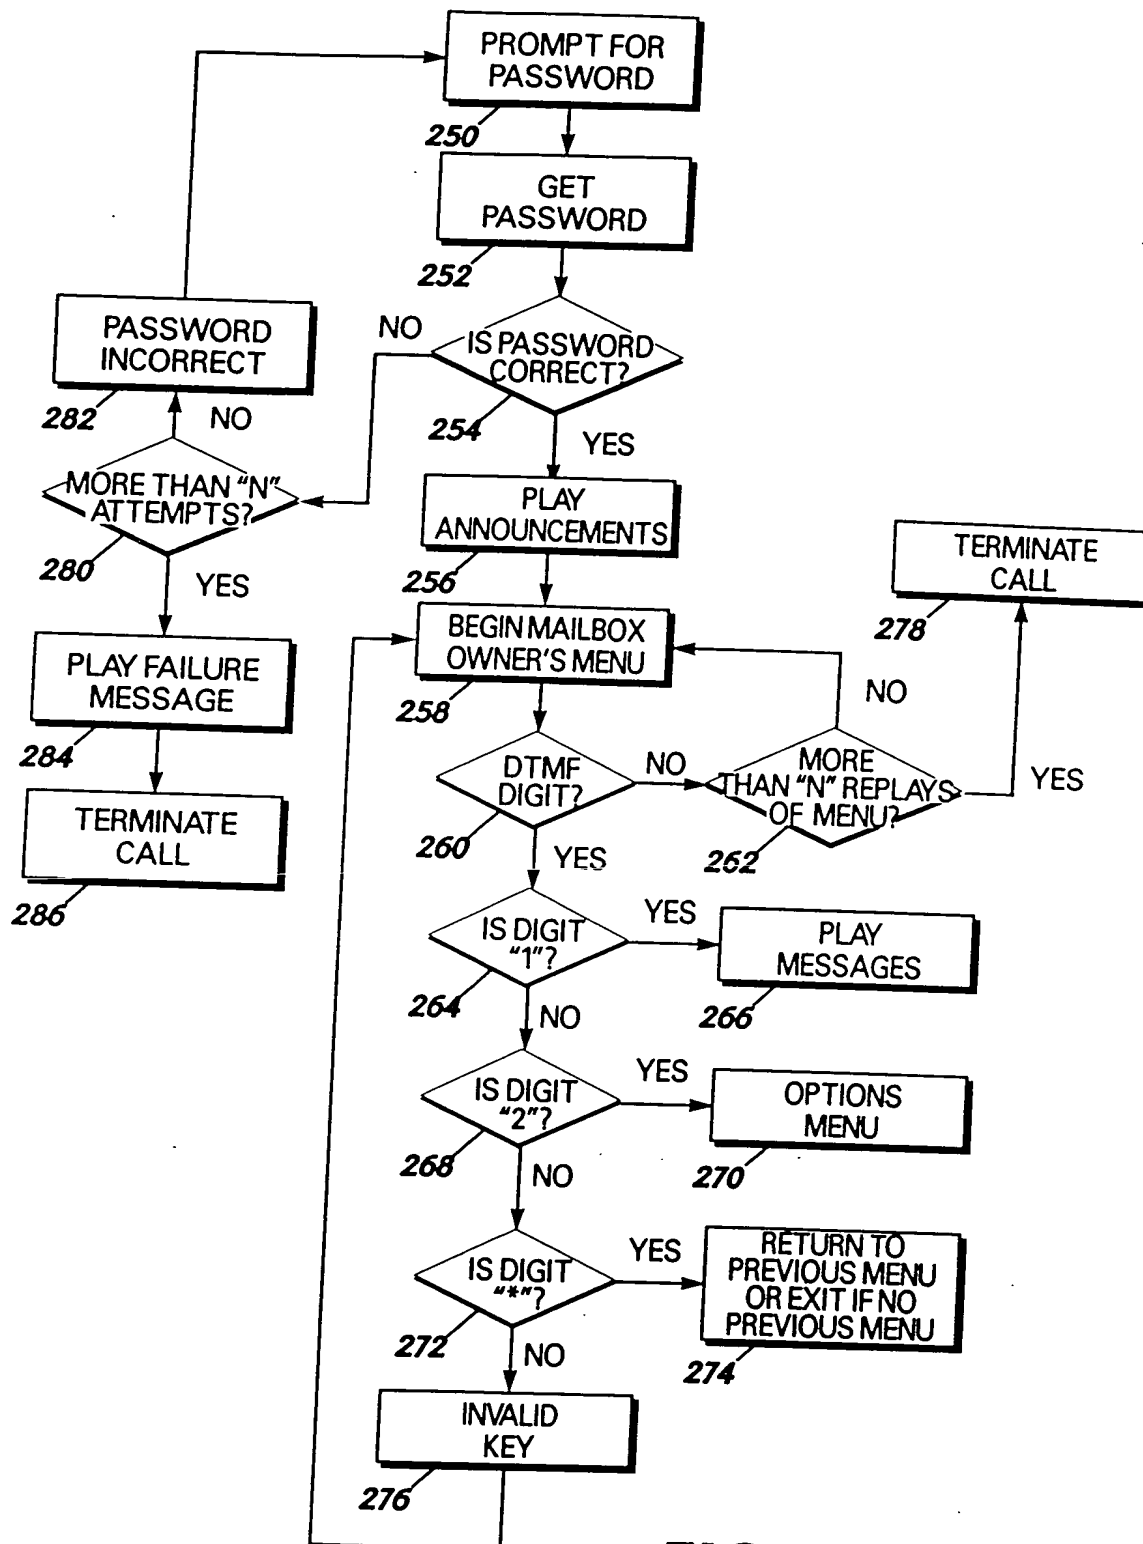 PROMPT FOR
PASSWORD
250
GET
PASSWORD
252
PASSWORD
INCORRECT
282
NO
IS PASSWORD
CORRECT?
254
NO
YES
MORE THAN "N"
ATTEMPTS?
280
YES
PLAY
ANNOUNCEMENTS
256
TERMINATE
CALL
278
PLAY FAILURE
MESSAGE
284
BEGIN MAILBOX
OWNER'S MENU
258
NO
DTMF
DIGIT?
260
NO
MORE
THAN "N" REPLAYS
OF MENU?
262
YES
TERMINATE
CALL
286
YES
IS DIGIT
"1"?
264
YES
PLAY
MESSAGES
266
NO
IS DIGIT
"2"?
268
YES
OPTIONS
MENU
270
NO
IS DIGIT
"*"?
272
YES
RETURN TO
PREVIOUS MENU
OR EXIT IF NO
PREVIOUS MENU
274
NO
INVALID
KEY
276